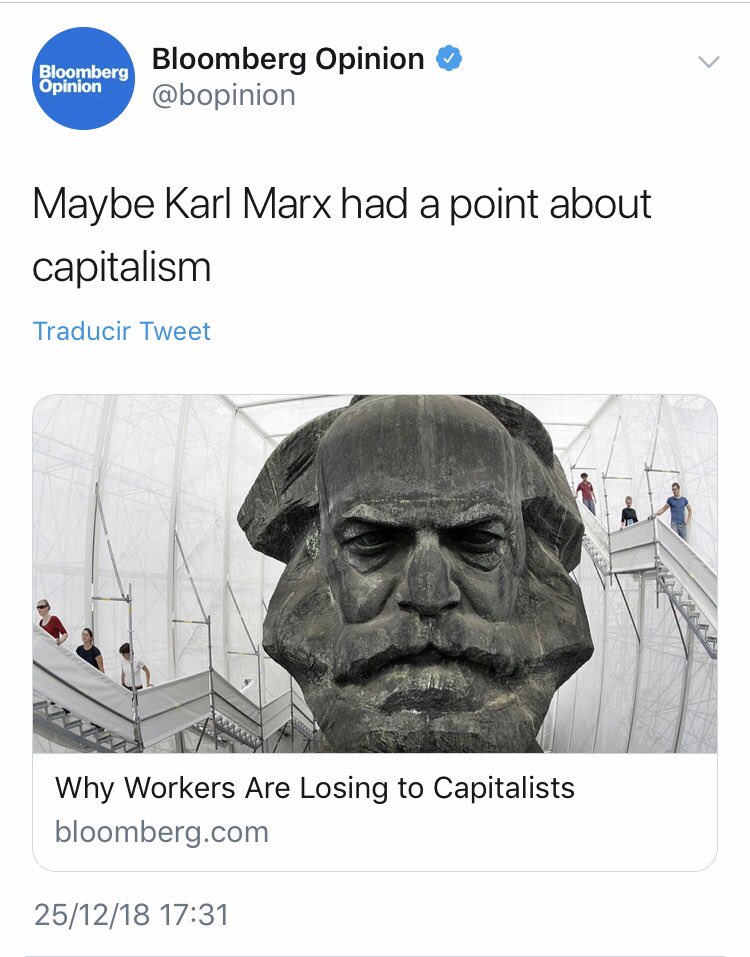 Bloomberg
Opinion
Bloomberg Opinion
@bopinion
Maybe Karl Marx had a point about
capitalism
Traducir Tweet
Why Workers Are Losing to Capitalists
bloomberg.com
25/12/18 17:31